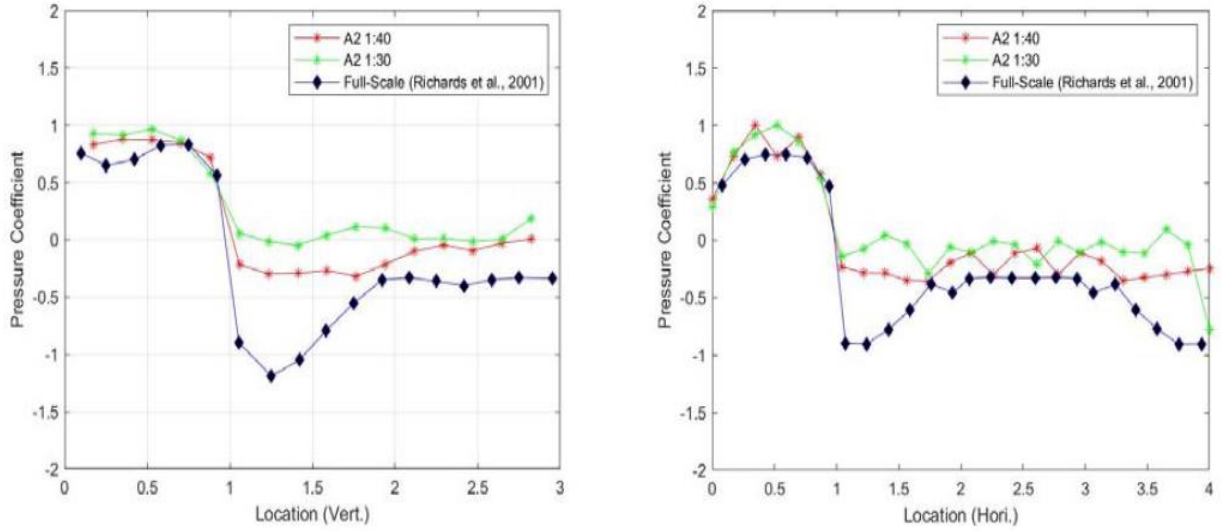 2
1.5
1
0.5
0
-0.5
-1
-1.5
-2
Pressure Coefficient
A2 1:40
A2 1:30
Full-Scale (Richards et al., 2001)
0 0.5 1 1.5 2 2.5 3
Location (Vert.)
2
1.5
1
0.5
0
-0.5
-1
-1.5
-2
Pressure Coefficient
A2 1:40
A2 1:30
Full-Scale (Richards et al., 2001)
0 0.5 1 1.5 2 2.5 3 3.5 4
Location (Hori.)